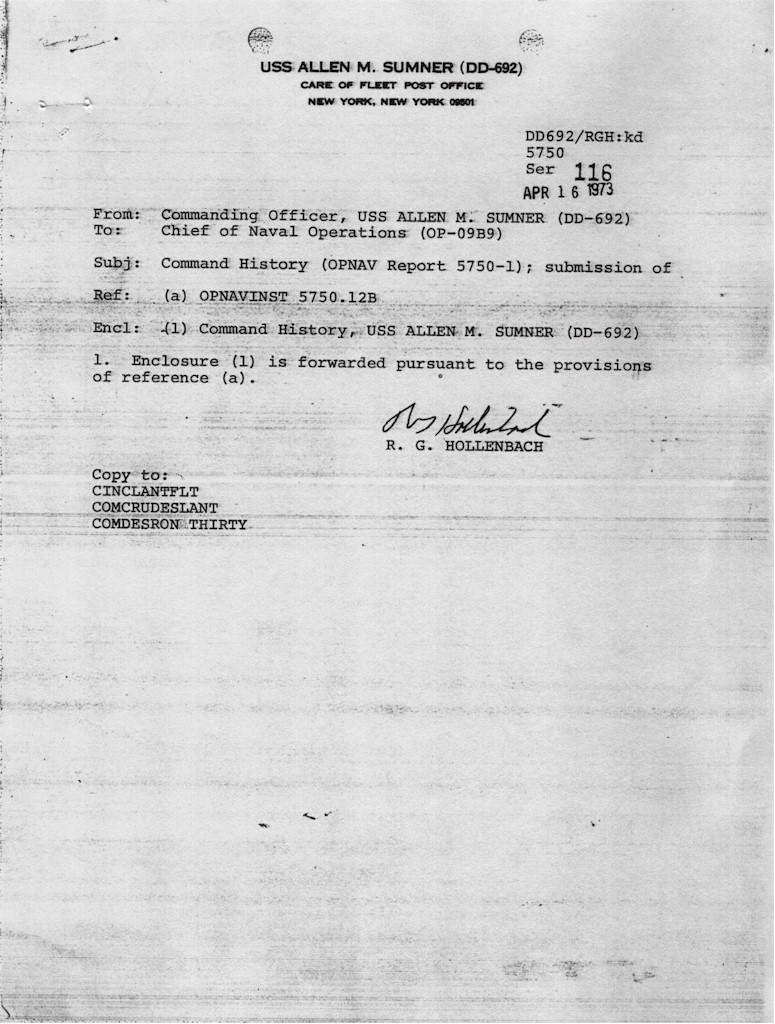 USS ALLEN M. SUMNER (DD-692)
CARE OF FLEET POST OFFICE
NEW YORK, NEW YORK 09501
DD692/RGH:kd
5750
Ser 116
APR 16 1973
From: Commanding Officer, USS ALLEN M. SUMNER (DD-692)
To: Chief of Naval Operations (OP-09B9)
Subj: Command History (OPNAV Report 5750-1); submission of
Ref: (a) OPNAVINST 5750.12B
Encl: (1) Command History, USS ALLEN M. SUMNER (DD-692)
1. Enclosure (1) is forwarded pursuant to the provisions
of reference (a).
R. G. HOLLENBACH
Copy to:
CINCLANTFLT
COMCRUDESLANT
COMDESRON THIRTY